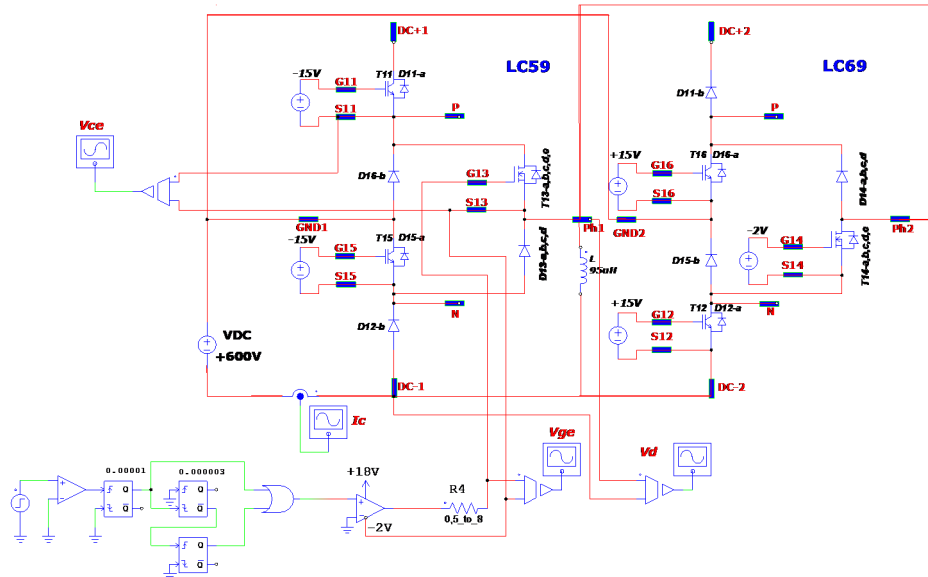 DC+1
DC+2
LC59
LC69
-15V
G11
T11
D11-a
S11
P
D11-b
P
Vce
D16-b
G13
S13
T13-a,b,c,d,e
+15V
G16
T16
D16-a
S16
D14-a,b,c,d
GND1
Ph1
GND2
Ph2
-15V
G15
T15
D15-a
S15
D13-a,b,c,d
L
95uH
D15-b
-2V
G14
S14
T14-a,b,c,d,e
N
D12-b
+15V
G12
T12
D12-a
S12
N
VDC
+600V
DC-1
DC-2
Ic
Vge
Vd
0.00001
0.000003
Q
Q
Q
Q
Q
Q
+18V
-2V
R4
0,5_to_8